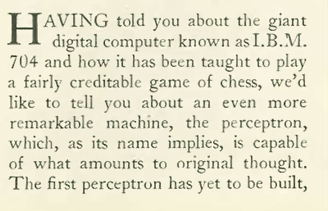 HAVING told you about the giant
digital computer known as I.B.M.
704 and how it has been taught to play
a fairly creditable game of chess, we'd
like to tell you about an even more
remarkable machine, the perceptron,
which, as its name implies, is capable
of what amounts to original thought.
The first perceptron has yet to be built,